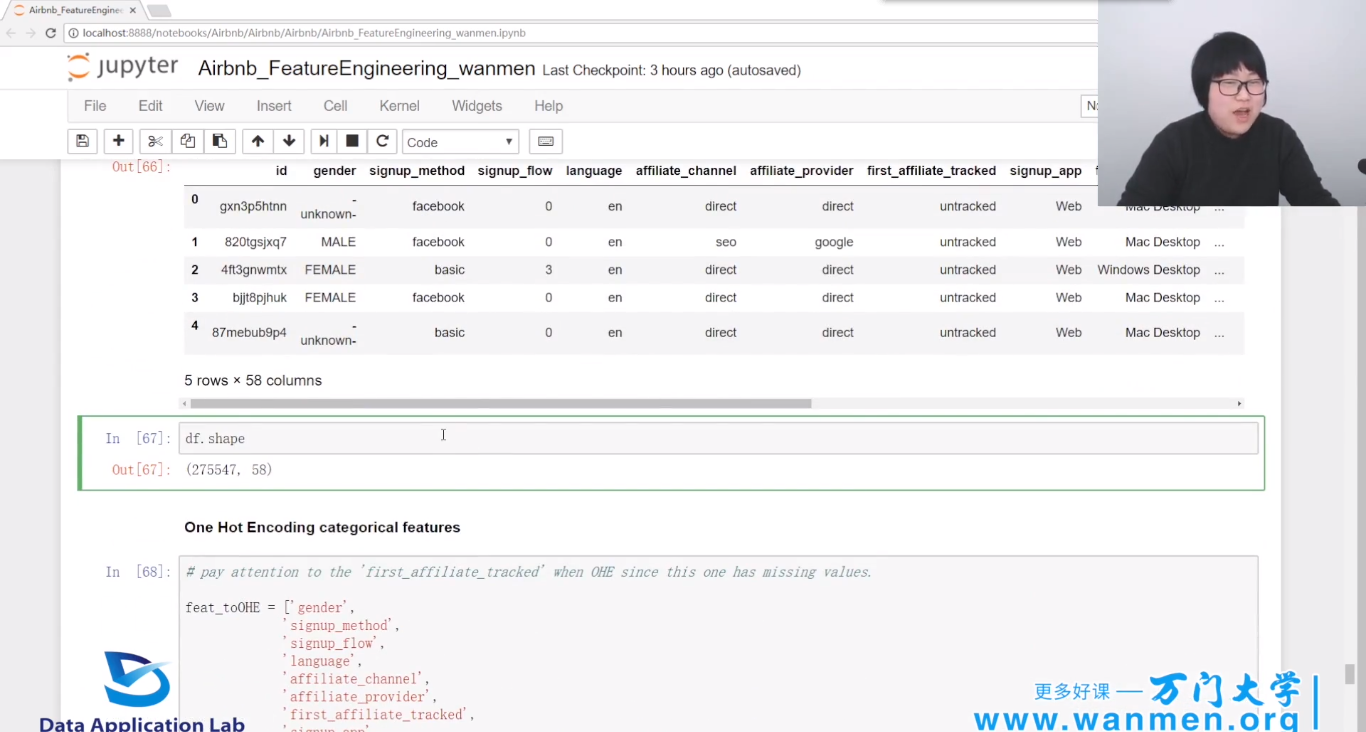 Airbnb_FeatureEnginee
localhost:8888/notebooks/Airbnb/Airbnb/Airbnb/Airbnb_FeatureEngineering_wanmen.ipynb
jupyter Airbnb_FeatureEngineering_wanmen Last Checkpoint: 3 hours ago (autosaved)
File Edit View Insert Cell Kernel Widgets Help
Code
Out[66]: id gender signup_method signup_flow language affiliate_channel affiliate_provider first_affiliate_tracked signup_app
0 gxn3p5htnn -unknown- facebook 0 en direct direct untracked Web Mac Desktop ...
1 820tgsjxq7 MALE facebook 0 en seo google untracked Web Mac Desktop ...
2 4ft3gnwmtx FEMALE basic 3 en direct direct untracked Web Windows Desktop ...
3 bjjt8pjhuk FEMALE facebook 0 en direct direct untracked Web Mac Desktop ...
4 87mebub9p4 -unknown- basic 0 en direct direct untracked Web Mac Desktop ...
5 rows × 58 columns
In [67]: df.shape
Out[67]: (275547, 58)
One Hot Encoding categorical features
In [68]: # pay attention to the 'first_affiliate_tracked' when OHE since this one has missing values.
feat_toOHE = ['gender',
'signup_method',
'signup_flow',
'language',
'affiliate_channel',
'affiliate_provider',
'first_affiliate_tracked',
Data Application Lab
更多好课 — 万门大学
www.wanmen.org